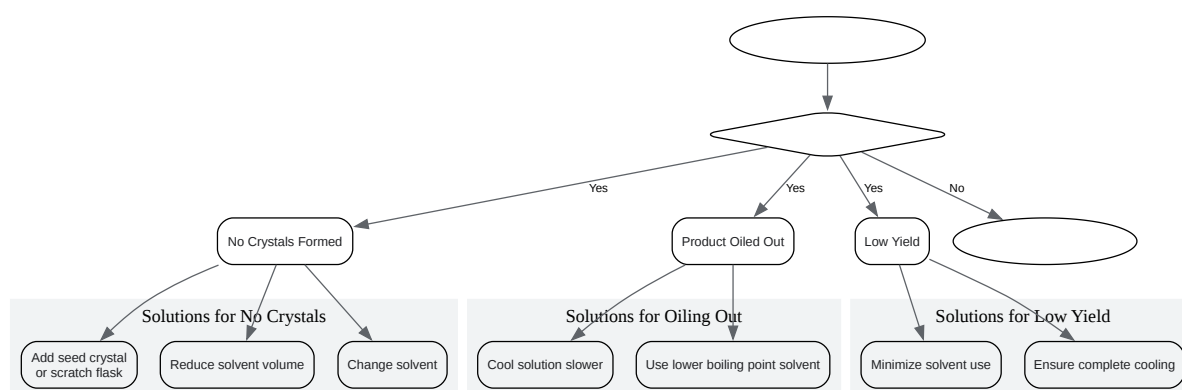 Yes
Yes
Yes
No
No Crystals Formed
Product Oiled Out
Low Yield
Solutions for No Crystals
Solutions for Oiling Out
Solutions for Low Yield
Add seed crystal
or scratch flask
Reduce solvent volume
Change solvent
Cool solution slower
Use lower boiling point solvent
Minimize solvent use
Ensure complete cooling